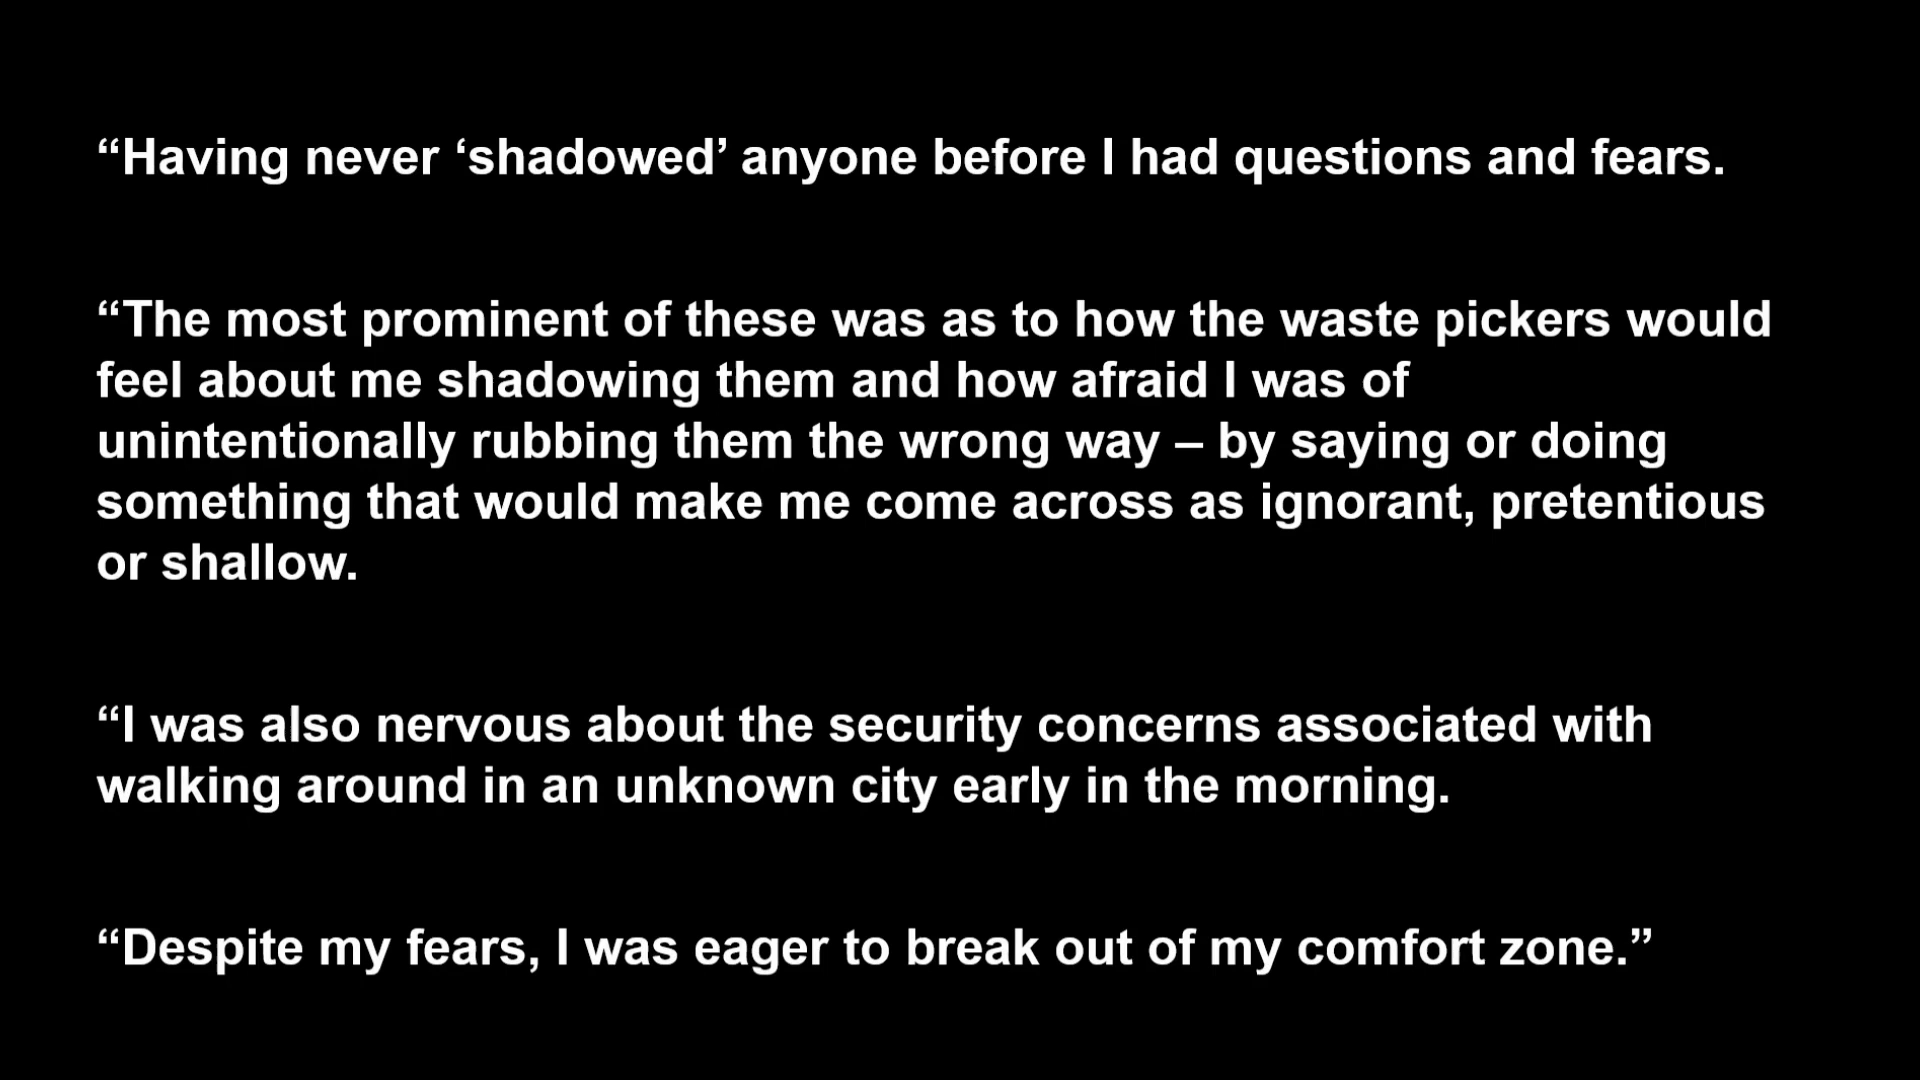 “Having never ‘shadowed’ anyone before I had questions and fears.
“The most prominent of these was as to how the waste pickers would
feel about me shadowing them and how afraid I was of
unintentionally rubbing them the wrong way – by saying or doing
something that would make me come across as ignorant, pretentious
or shallow.
“I was also nervous about the security concerns associated with
walking around in an unknown city early in the morning.
“Despite my fears, I was eager to break out of my comfort zone.”